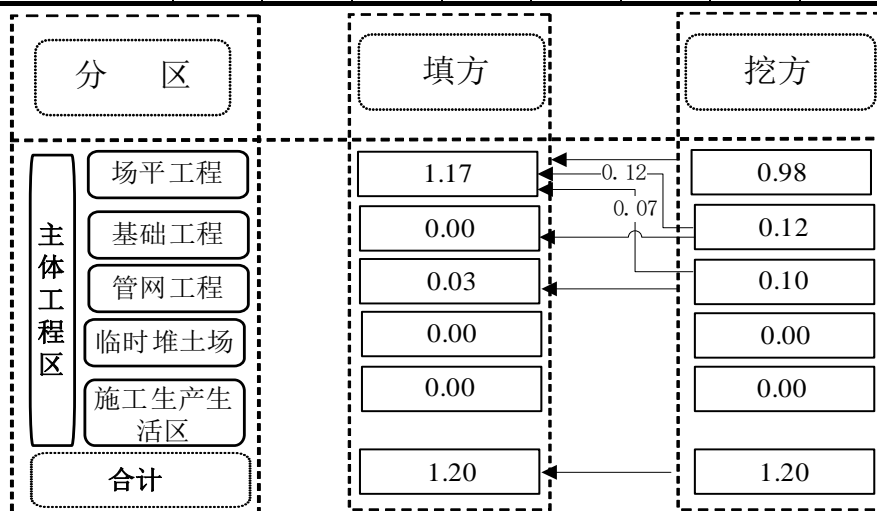 分 区 填方 挖方
主体工程区
场平工程 1.17 0.12 0.98
0.07
基础工程 0.00 0.12
管网工程 0.03 0.10
临时堆土场 0.00 0.00
施工生产生 0.00 0.00
活区
合计 1.20 1.20